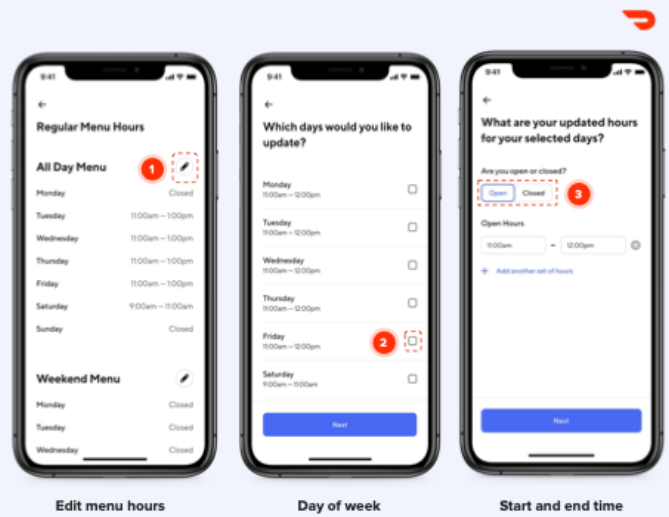 9:41
Regular Menu Hours
All Day Menu
1
Monday Closed
Tuesday 11:00am – 1:00pm
Wednesday 11:00am – 1:00pm
Thursday 11:00am – 1:00pm
Friday 11:00am – 1:00pm
Saturday 9:00am – 11:00am
Sunday Closed
Weekend Menu
Monday Closed
Tuesday Closed
Wednesday Closed
Edit menu hours
9:41
Which days would you like to
update?
Monday
11:00am – 12:00pm
Tuesday
11:00am – 12:00pm
Wednesday
11:00am – 12:00pm
Thursday
11:00am – 12:00pm
Friday
11:00am – 12:00pm
2
Saturday
9:00am – 11:00am
Next
Day of week
9:41
What are your updated hours
for your selected days?
Are you open or closed?
Open Closed
3
Open Hours
11:00am – 12:00pm
+ Add another set of hours
Next
Start and end time